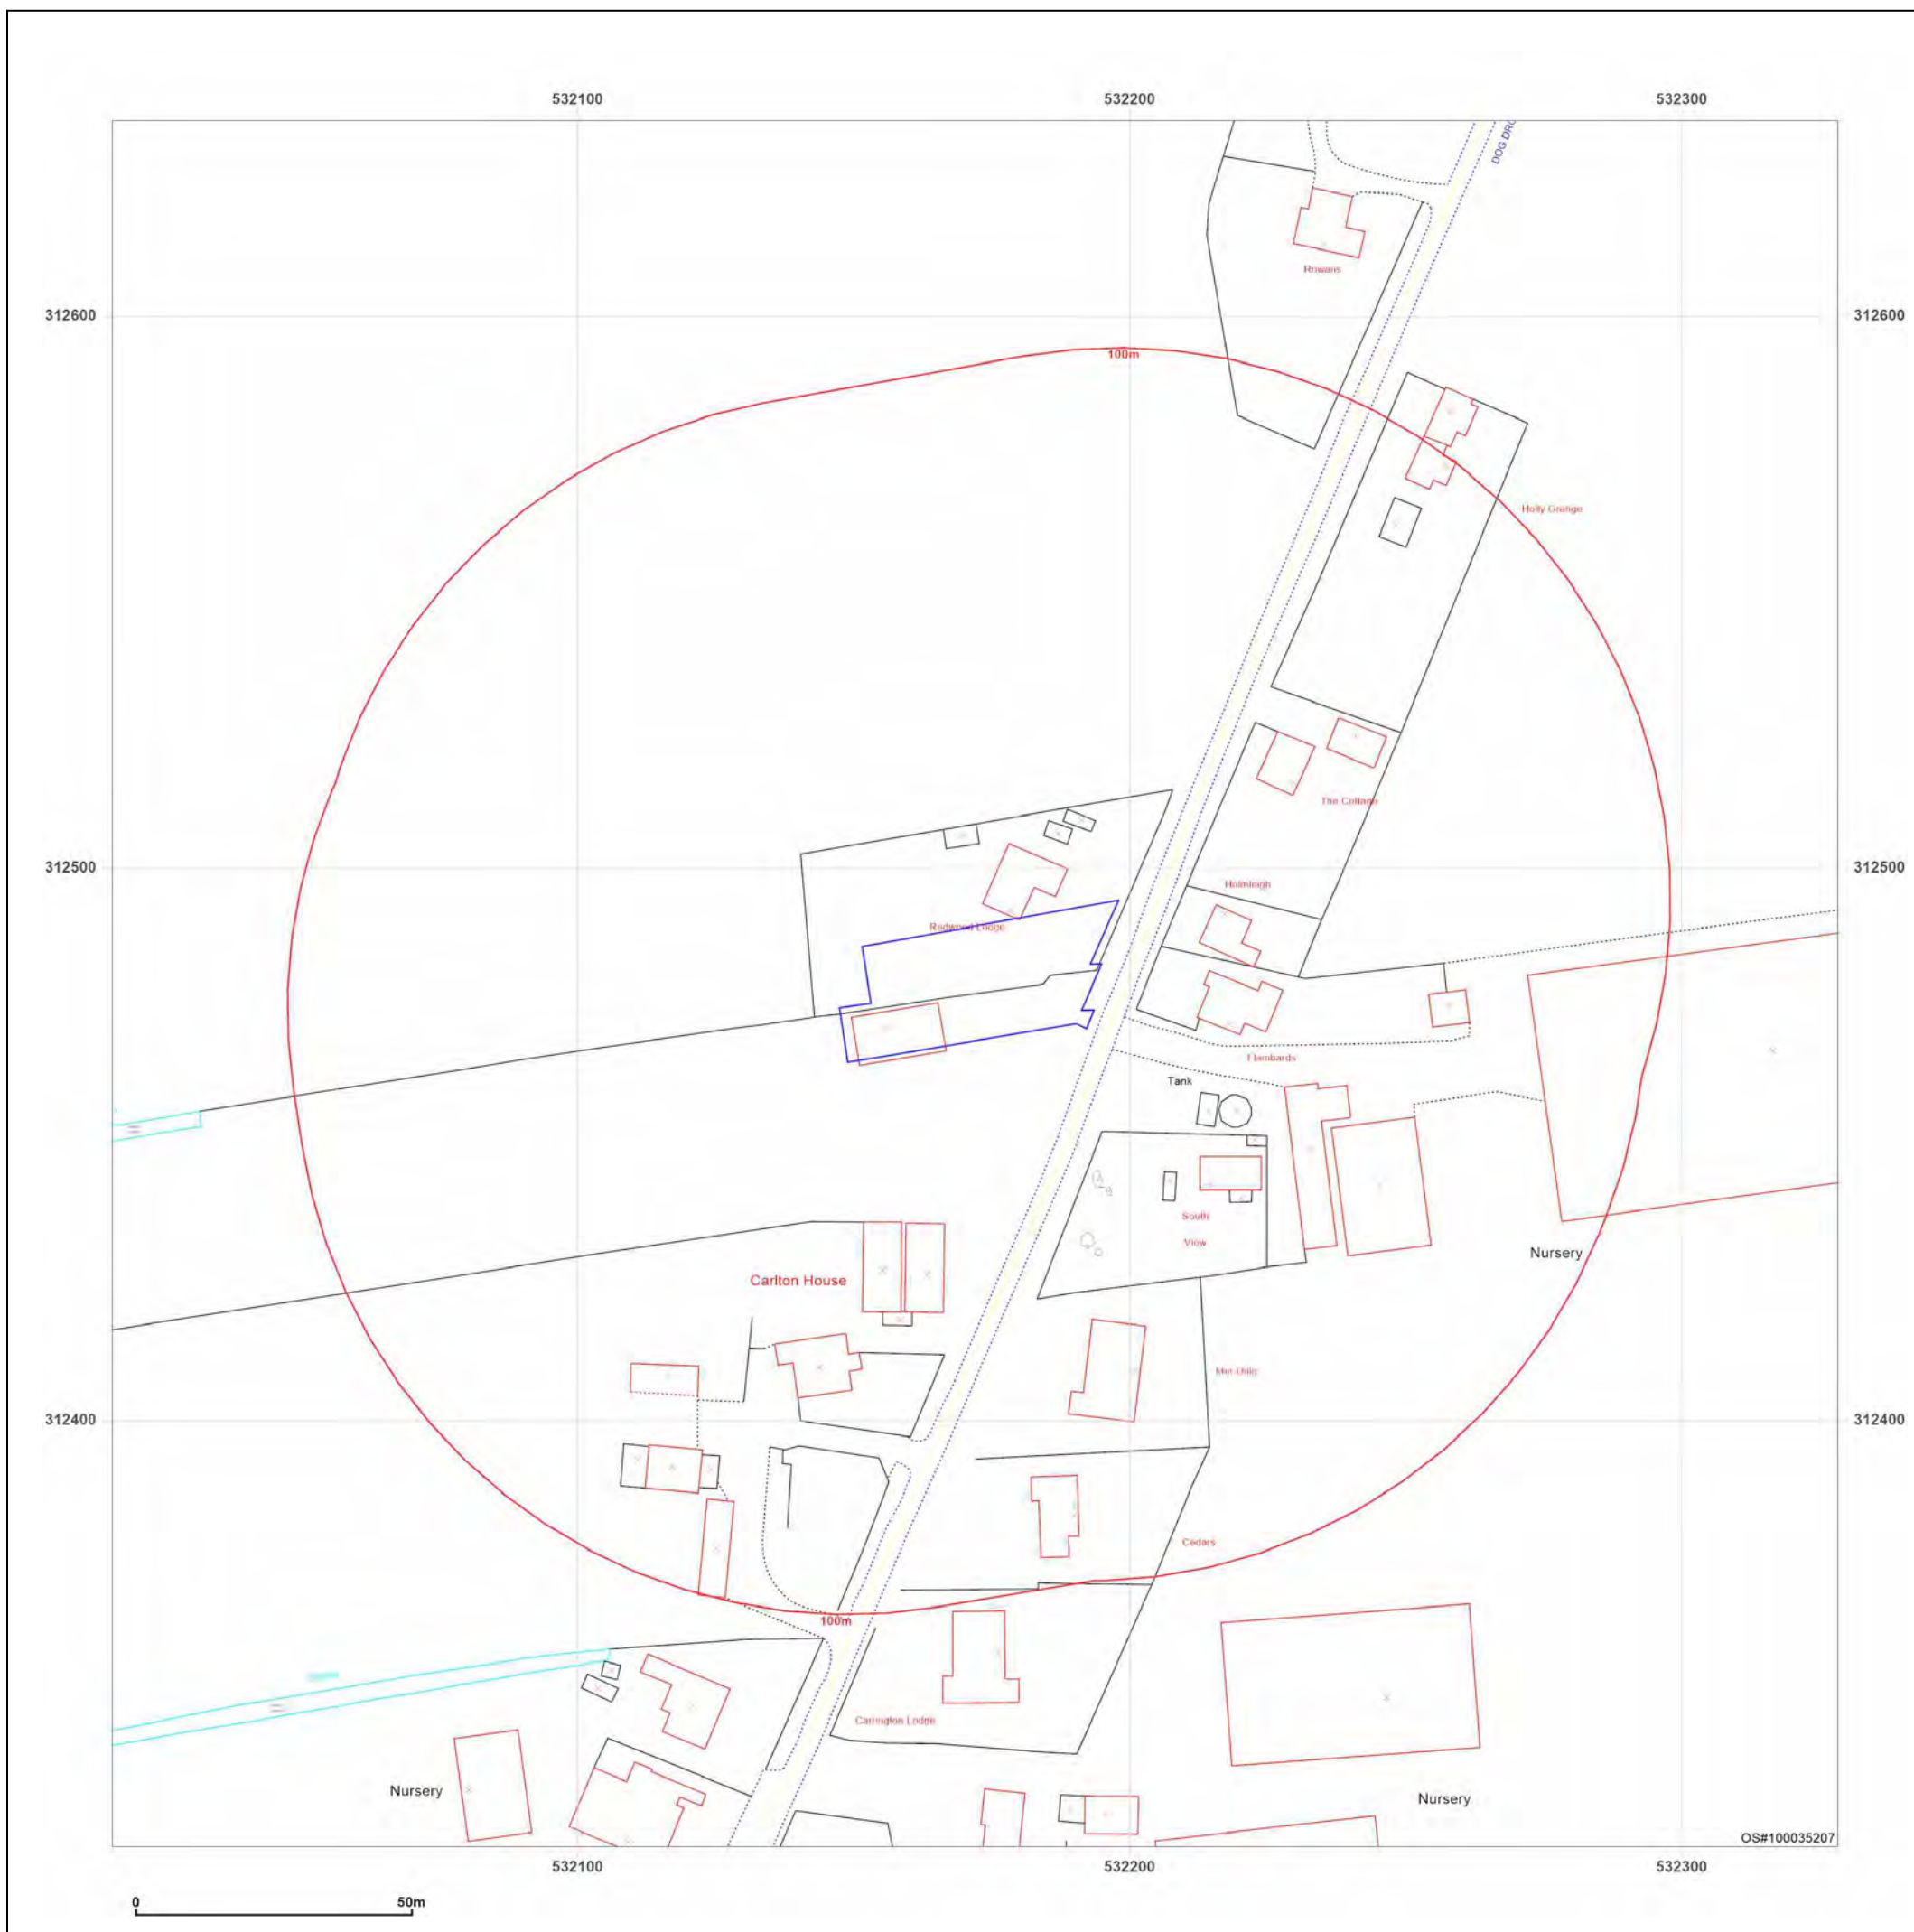 532100
532200
532300
DOG DRO
Rowans
312600
312600
100m
Holly Grange
The Cottage
312500
312500
Holmleigh
Redwood Lodge
Flambards
Tank
South
View
Nursery
Carlton House
312400
312400
Cedars
100m
Carrington Lodge
Nursery
Nursery
OS#100035207
532100
532200
532300
0
50m